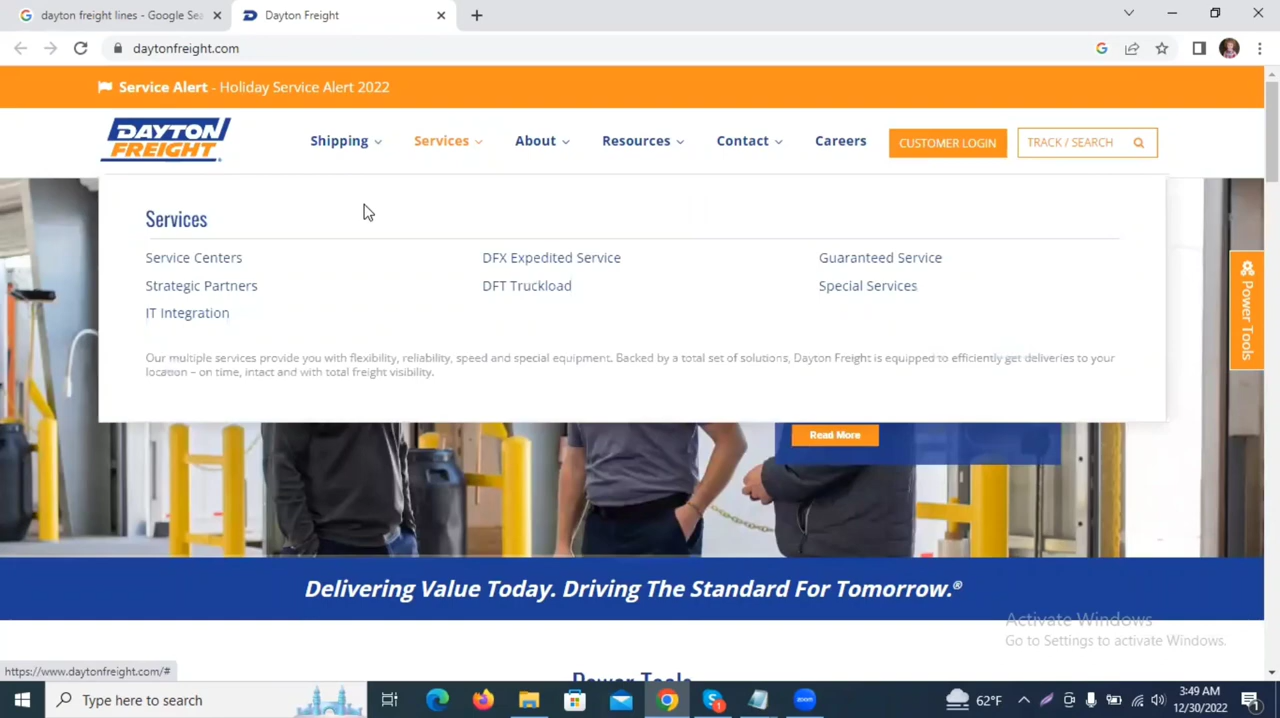 dayton freight lines - Google Sea
Dayton Freight
daytonfreight.com
Service Alert - Holiday Service Alert 2022
DAYTON FREIGHT
Shipping Services About Resources Contact Careers CUSTOMER LOGIN TRACK / SEARCH
Services
Service Centers DFX Expedited Service Guaranteed Service
Strategic Partners DFT Truckload Special Services
IT Integration
Our multiple services provide you with flexibility, reliability, speed and special equipment. Backed by a total set of solutions, Dayton Freight is equipped to efficiently get deliveries to your
location – on time, intact and with total freight visibility.
Power Tools
Read More
Delivering Value Today. Driving The Standard For Tomorrow.®
Activate Windows
Go to Settings to activate Windows.
https://www.daytonfreight.com/#
Power Tools
Type here to search
zoom
62°F
3:49 AM
12/30/2022